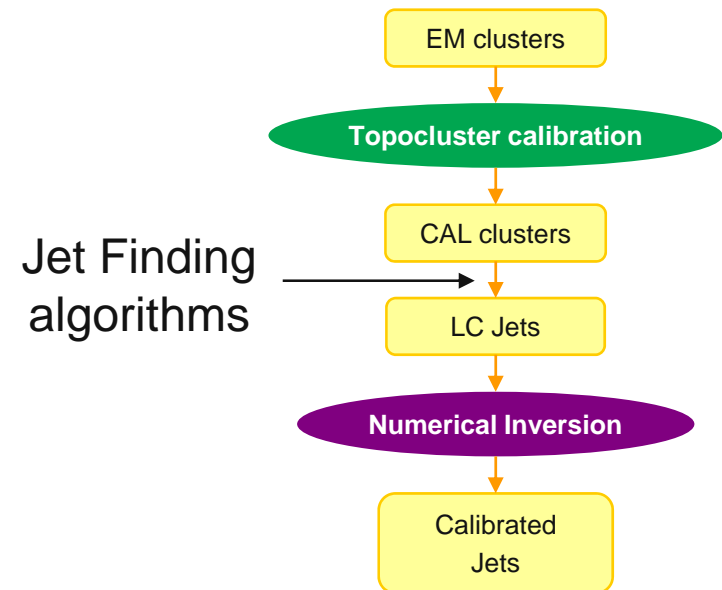 EM clusters
Topocluster calibration
CAL clusters
Jet Finding
algorithms
LC Jets
Numerical Inversion
Calibrated
Jets